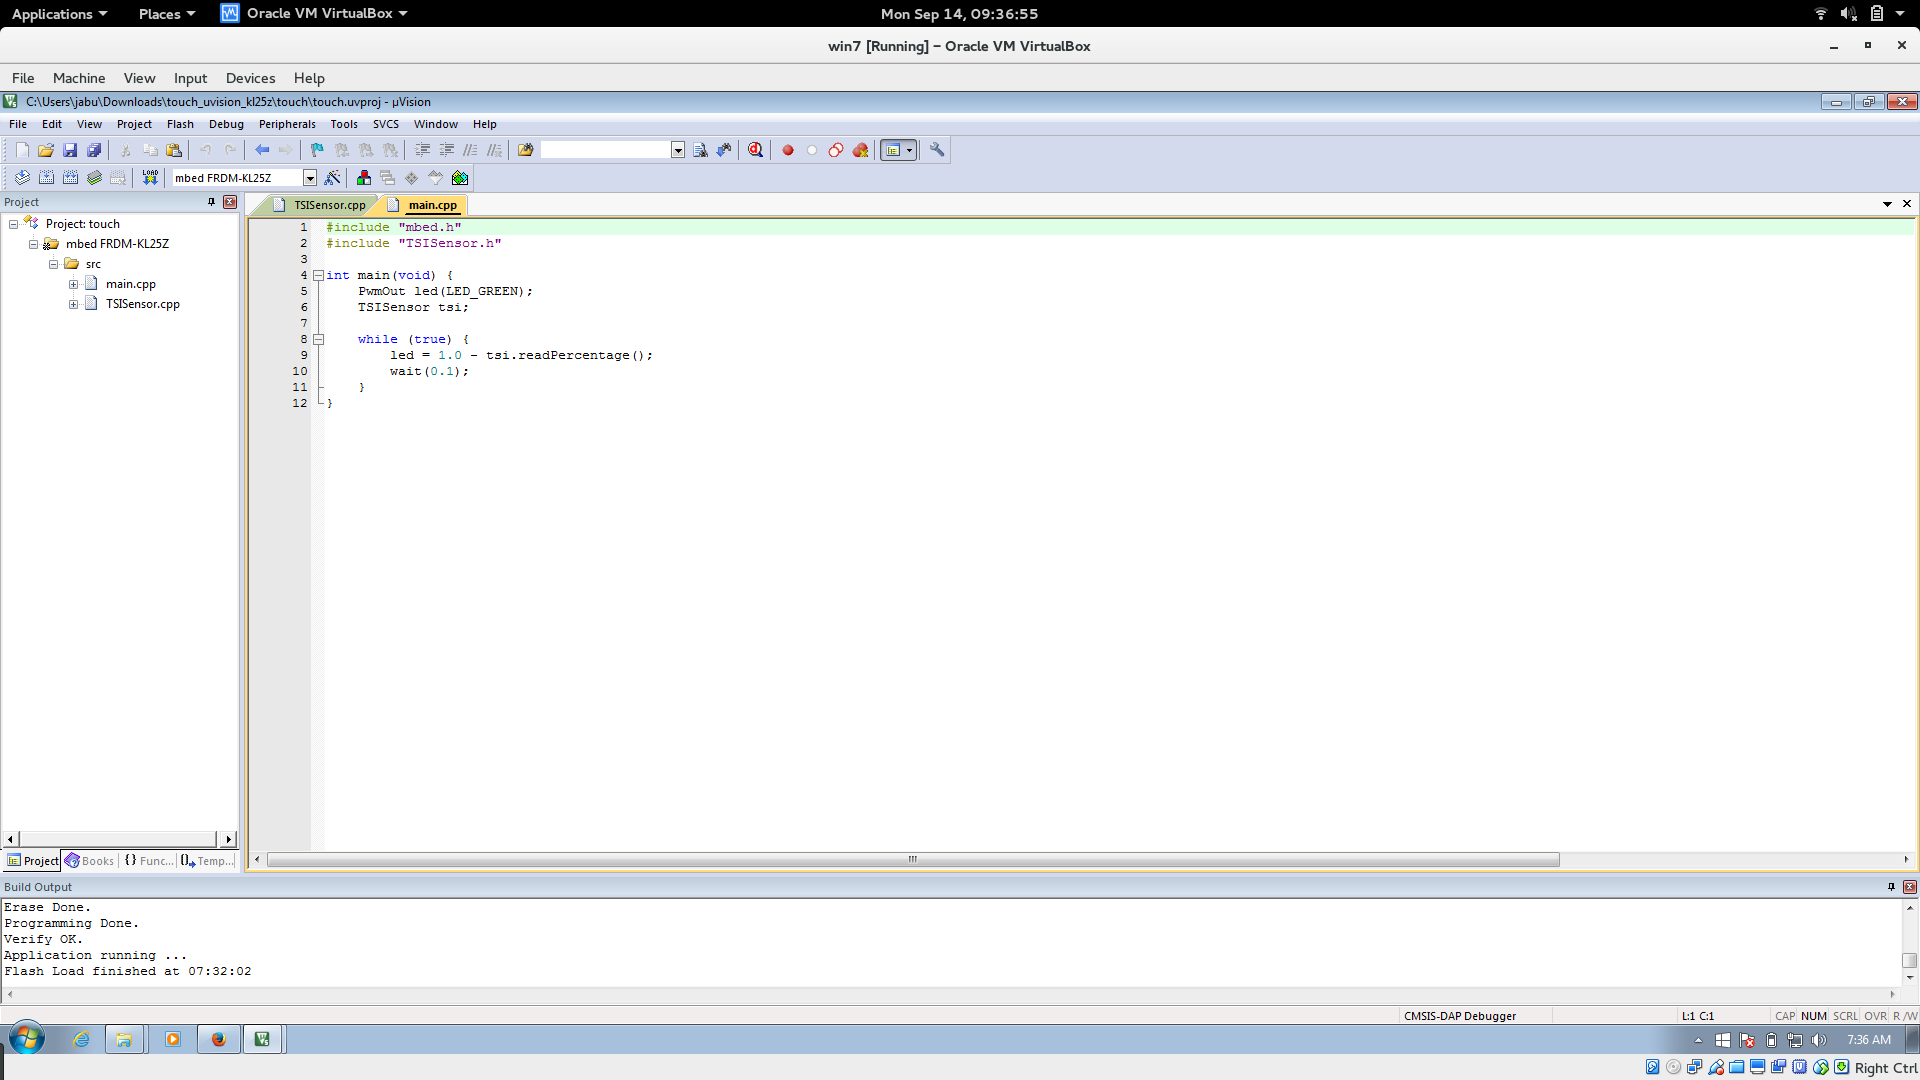 Applications Places Oracle VM VirtualBox Mon Sep 14, 09:36:55
win7 [Running] – Oracle VM VirtualBox
File Machine View Input Devices Help
C:\Users\jabu\Downloads\touch_uvision_kl25z\touch\touch.uvproj - µVision
File Edit View Project Flash Debug Peripherals Tools SVCS Window Help
LOAD mbed FRDM-KL25Z
Project
Project: touch
mbed FRDM-KL25Z
src
main.cpp
TSISensor.cpp
Project Books {} Func... Temp...
TSISensor.cpp main.cpp
1 #include "mbed.h"
2 #include "TSISensor.h"
3
4 int main(void) {
5 PwmOut led(LED_GREEN);
6 TSISensor tsi;
7
8 while (true) {
9 led = 1.0 - tsi.readPercentage();
10 wait(0.1);
11 }
12 }
Build Output
Erase Done.
Programming Done.
Verify OK.
Application running ...
Flash Load finished at 07:32:02
CMSIS-DAP Debugger L:1 C:1 CAP NUM SCRL OVR R/W
7:36 AM
Right Ctrl